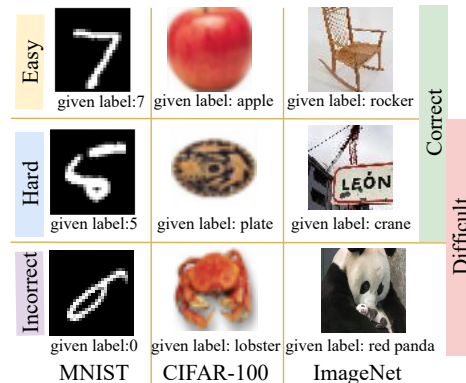 Easy
given label:7
given label: apple
given label: rocker
Correct
Hard
LEÓN
given label:5
given label: plate
given label: crane
Difficult
Incorrect
given label:0
given label: lobster
given label: red panda
MNIST
CIFAR-100
ImageNet